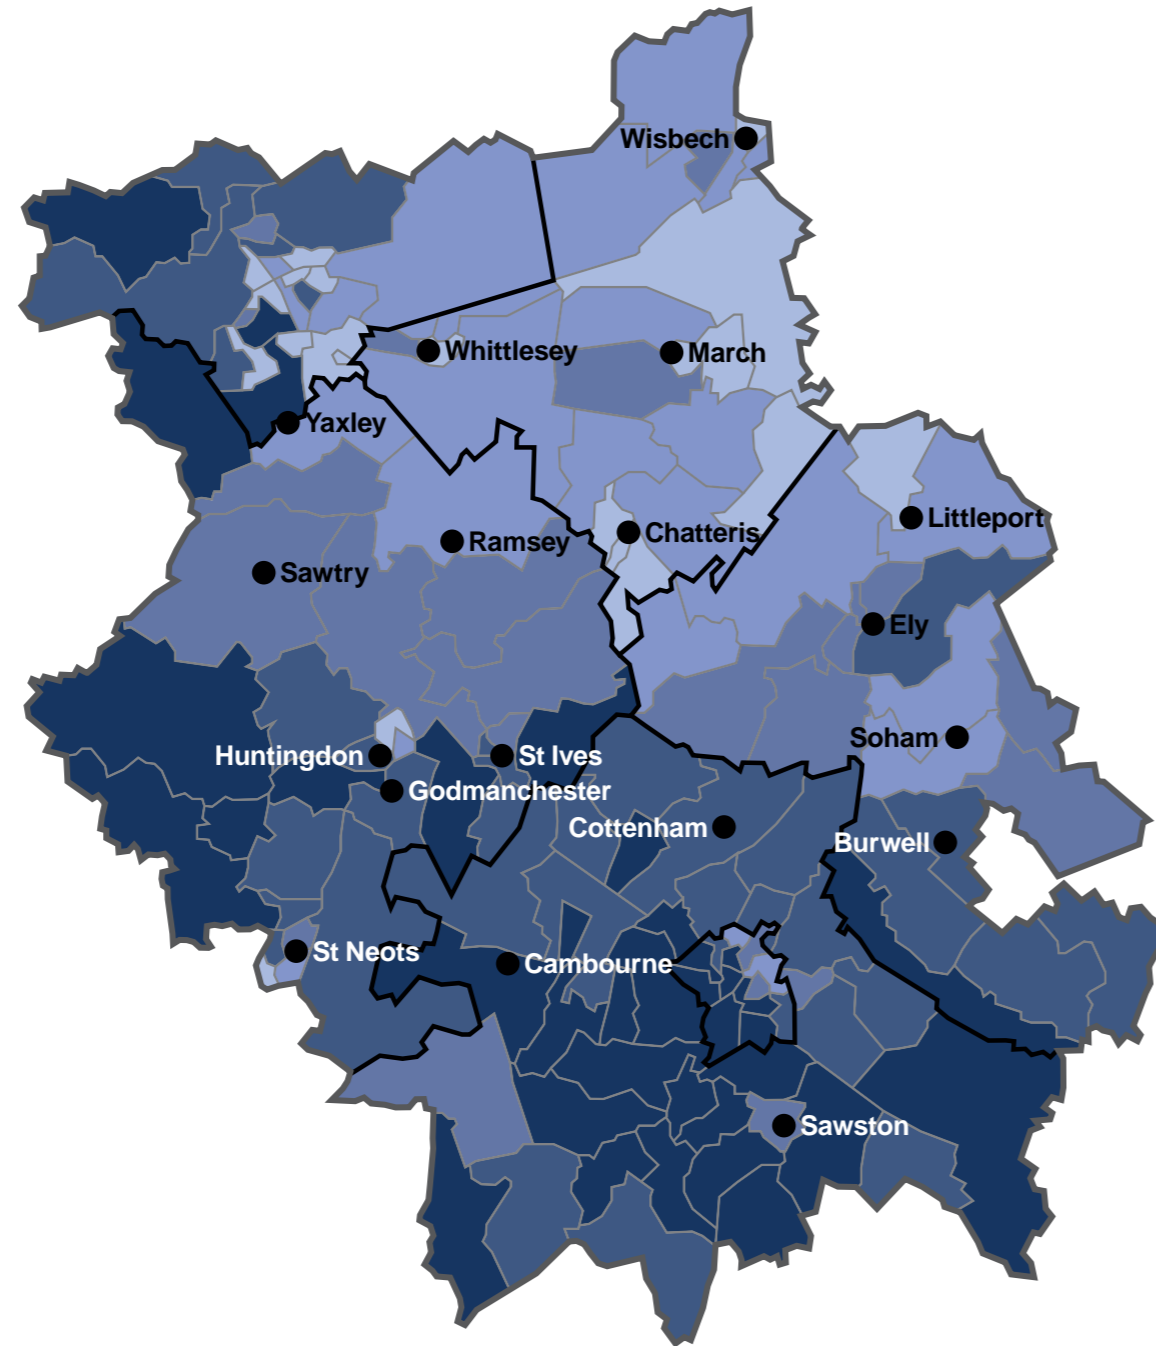 Wisbech
Whittlesey
March
Yaxley
Littleport
Chatteris
Ramsey
Sawtry
Ely
Soham
Huntingdon
St Ives
Godmanchester
Cottenham
Burwell
St Neots
Cambourne
Sawston